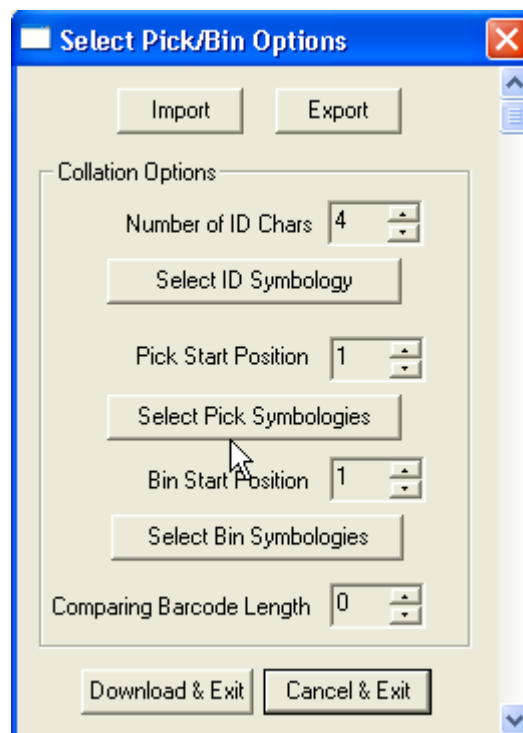 Select Pick/Bin Options
Import Export
Collation Options
Number of ID Chars 4
Select ID Symbology
Pick Start Position 1
Select Pick Symbologies
Bin Start Position 1
Select Bin Symbologies
Comparing Barcode Length 0
Download & Exit Cancel & Exit